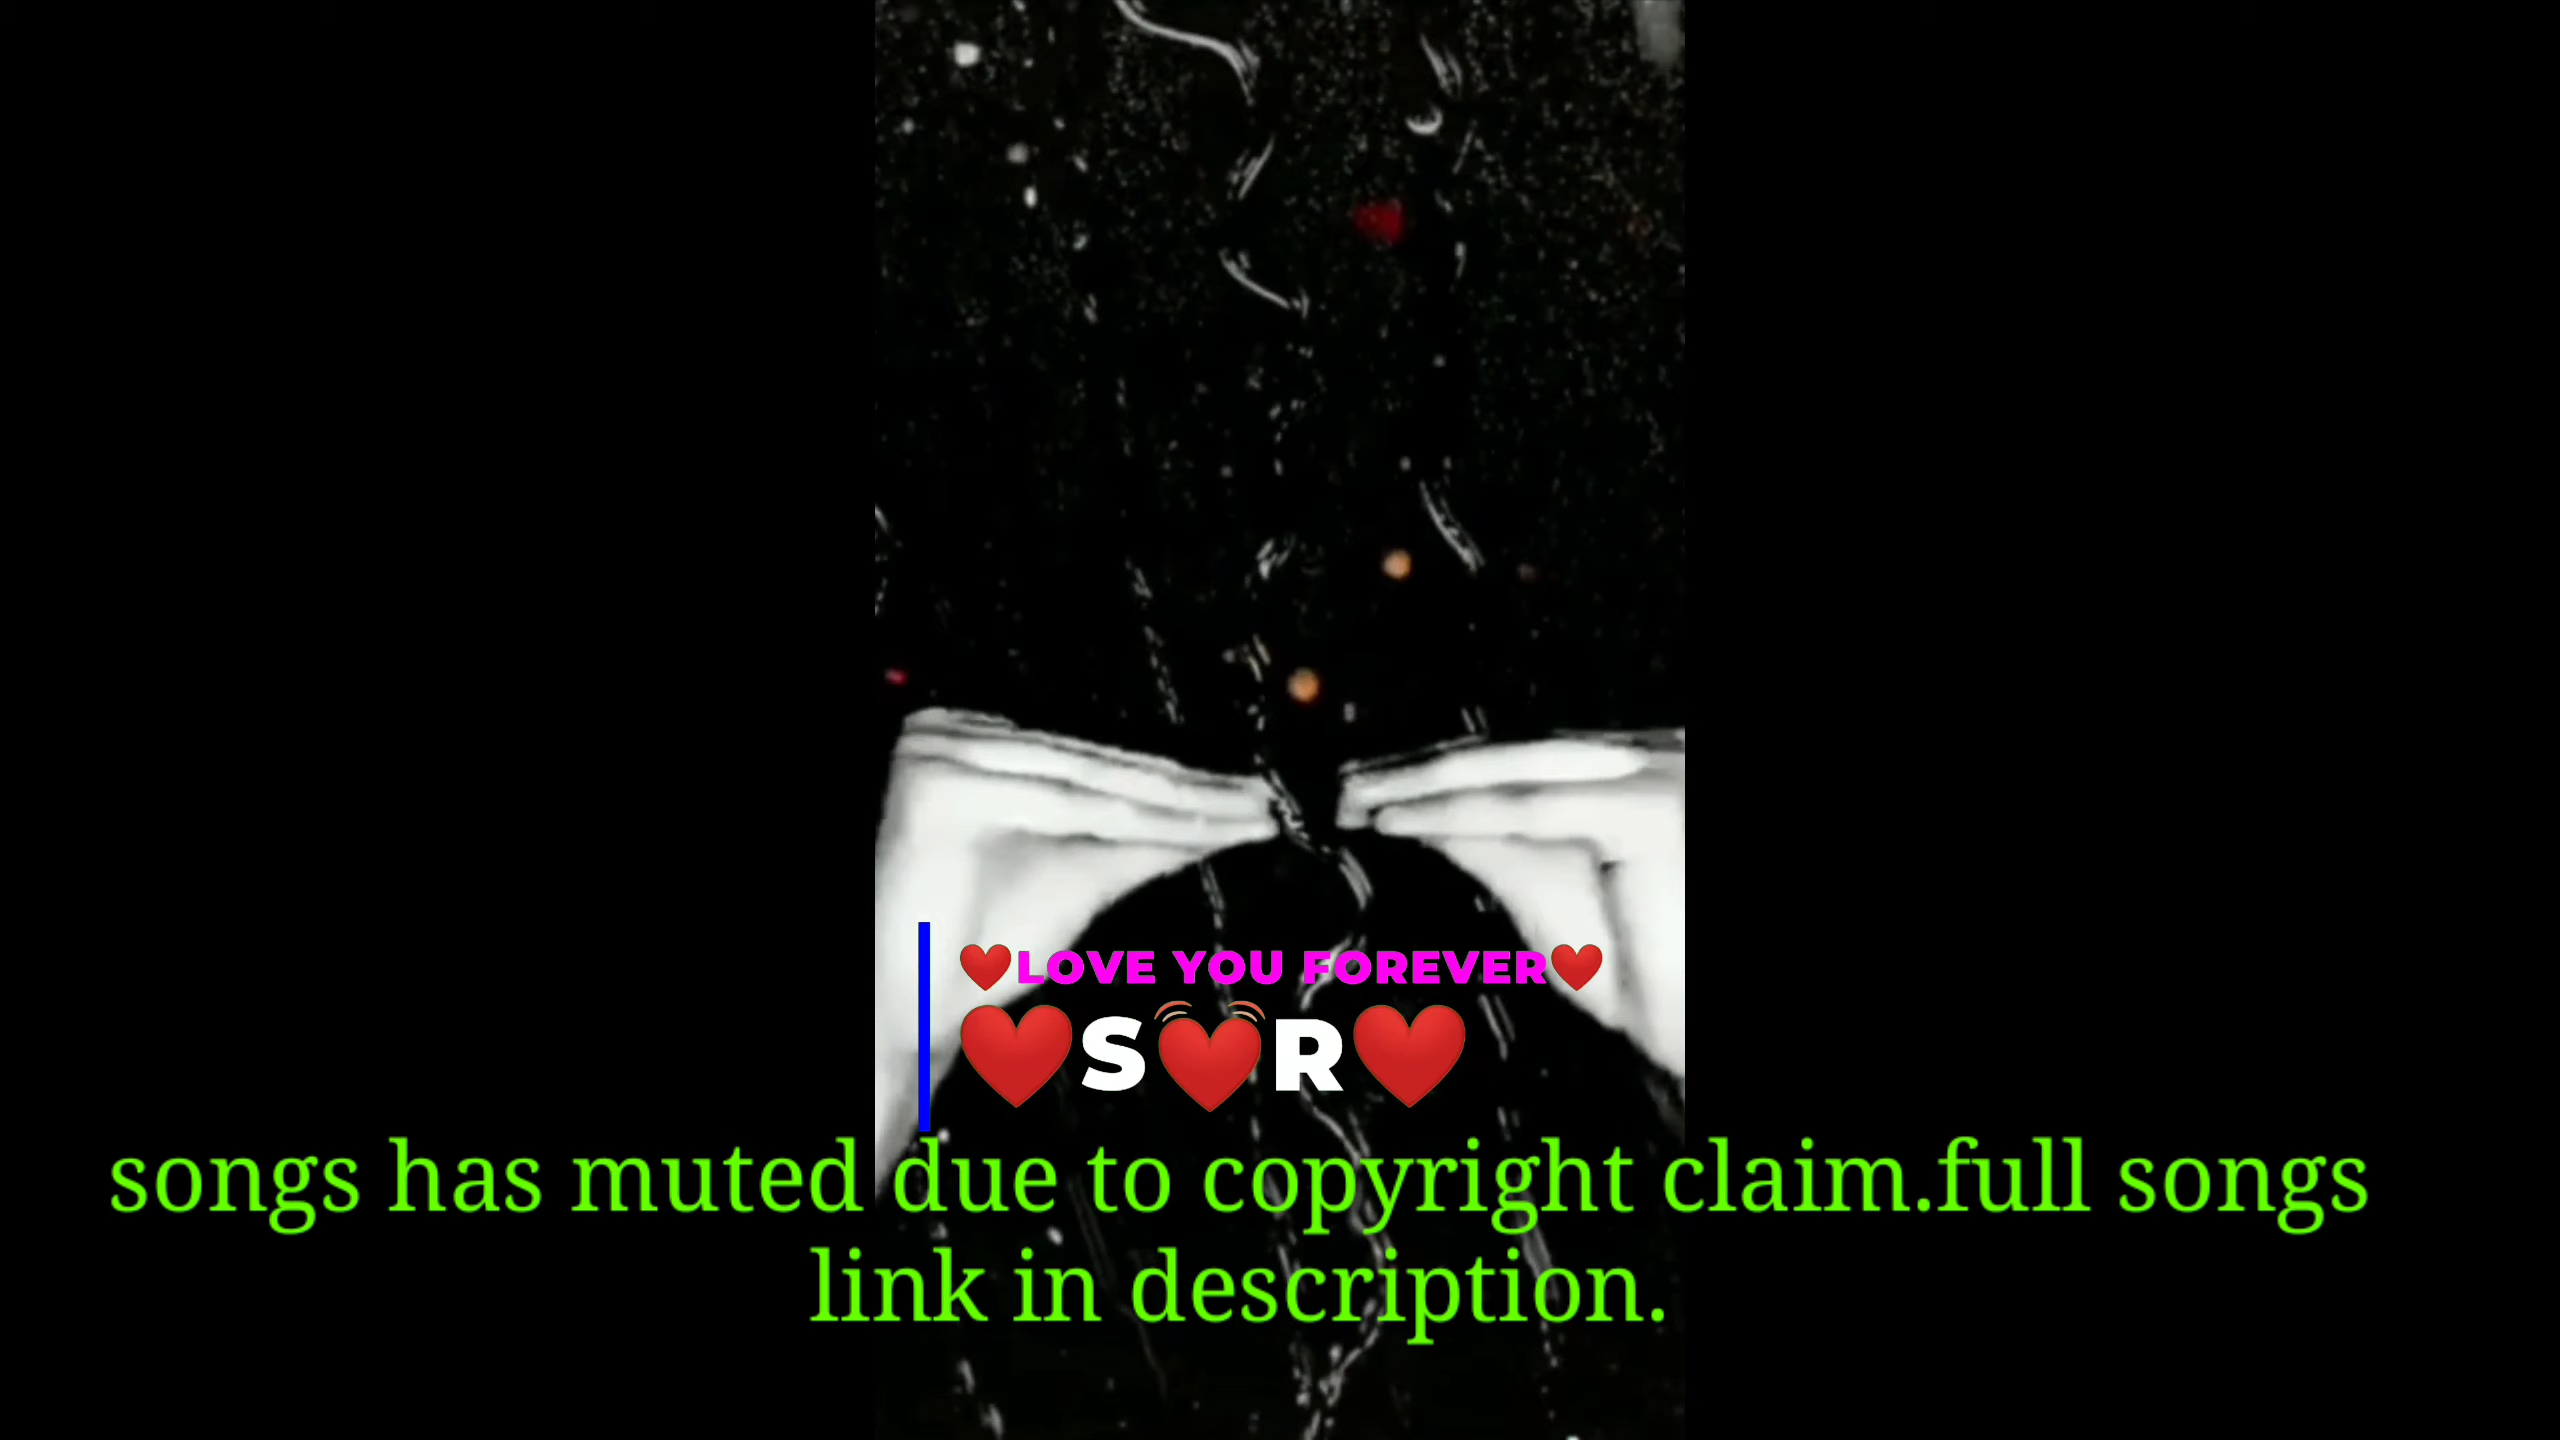 ❤️LOVE YOU FOREVER❤️
❤️S💓R❤️
songs has muted due to copyright claim.full songs
link in description.